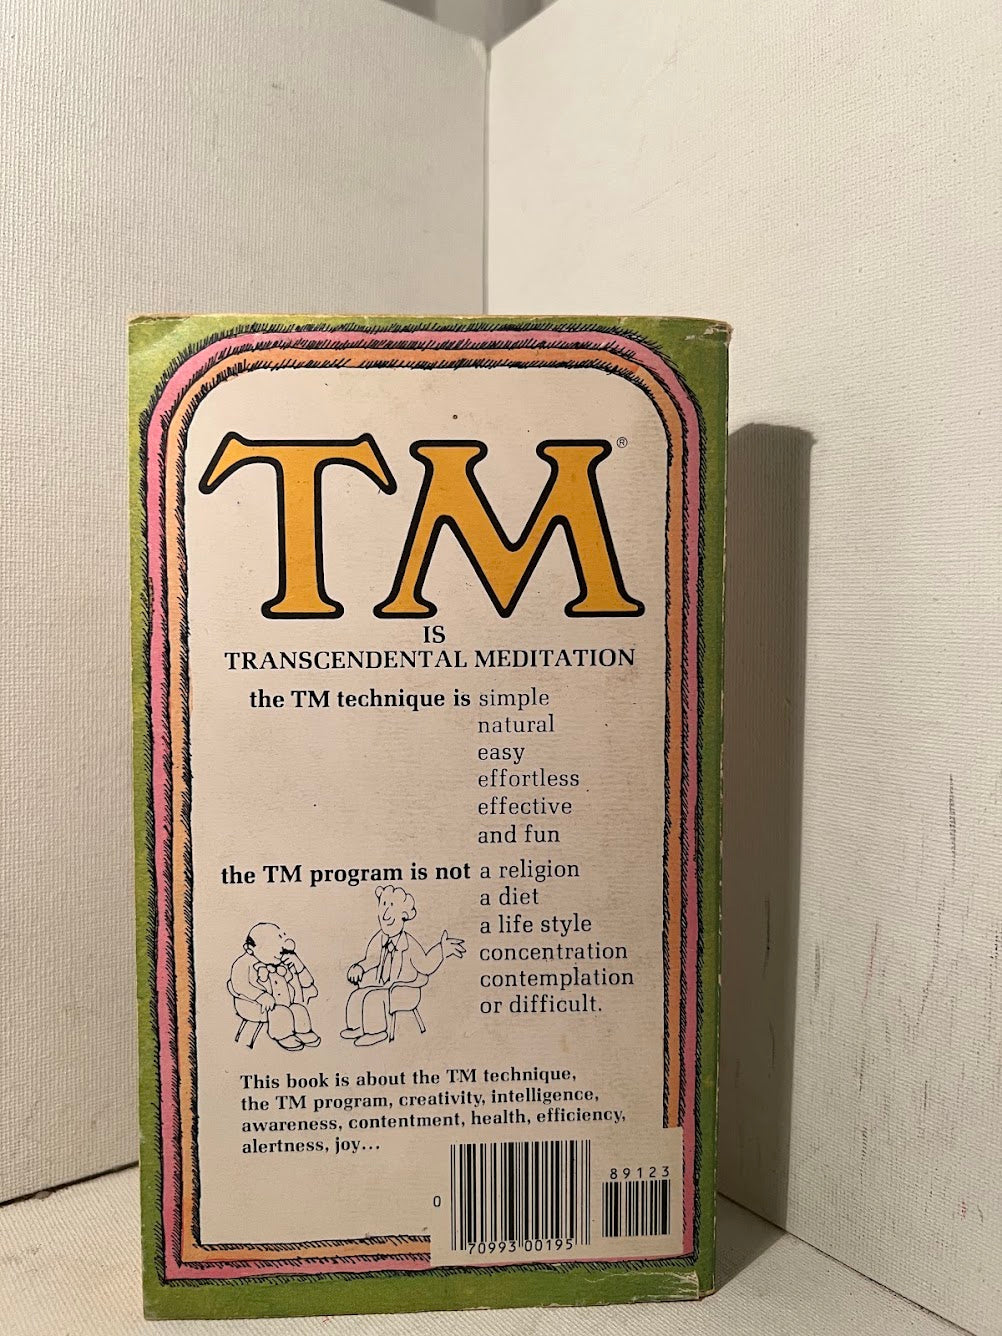 TM®
IS
TRANSCENDENTAL MEDITATION
the TM technique is simple
natural
easy
effortless
effective
and fun
the TM program is not a religion
a diet
a life style
concentration
contemplation
or difficult.
This book is about the TM technique,
the TM program, creativity, intelligence,
awareness, contentment, health, efficiency,
alertness, joy...
89123
0
70993 00195